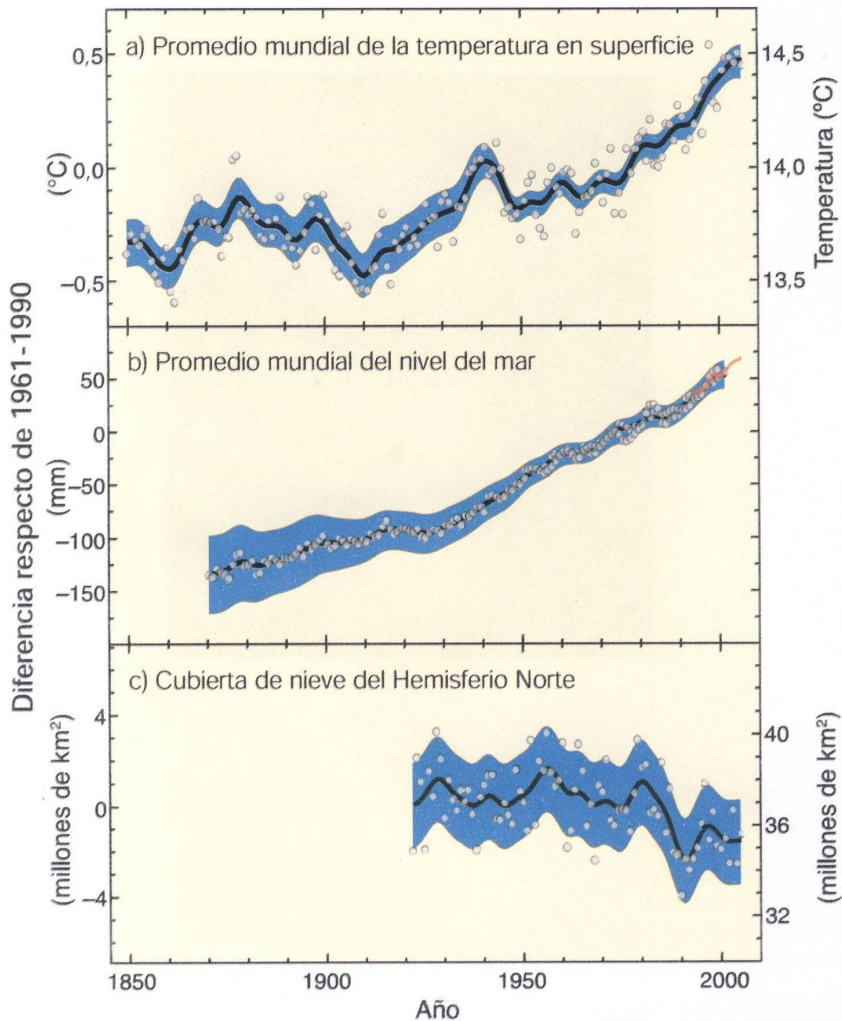 a) Promedio mundial de la temperatura en superficie
0,5
0,0
−0,5
(°C)
14,5
14,0
13,5
Temperatura (ºC)
Diferencia respecto de 1961-1990
b) Promedio mundial del nivel del mar
50
0
−50
−100
−150
(mm)
c) Cubierta de nieve del Hemisferio Norte
4
0
−4
(millones de km²)
40
36
32
(millones de km²)
1850
1900
1950
2000
Año